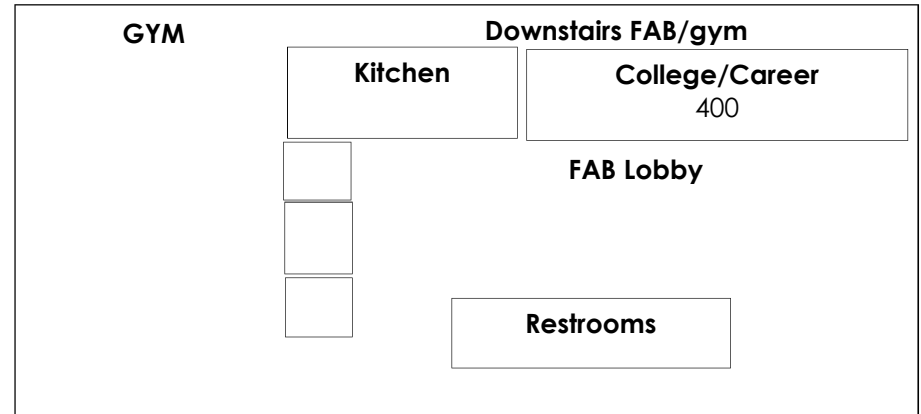 GYM
Downstairs FAB/gym
Kitchen
College/Career
400
FAB Lobby
Restrooms